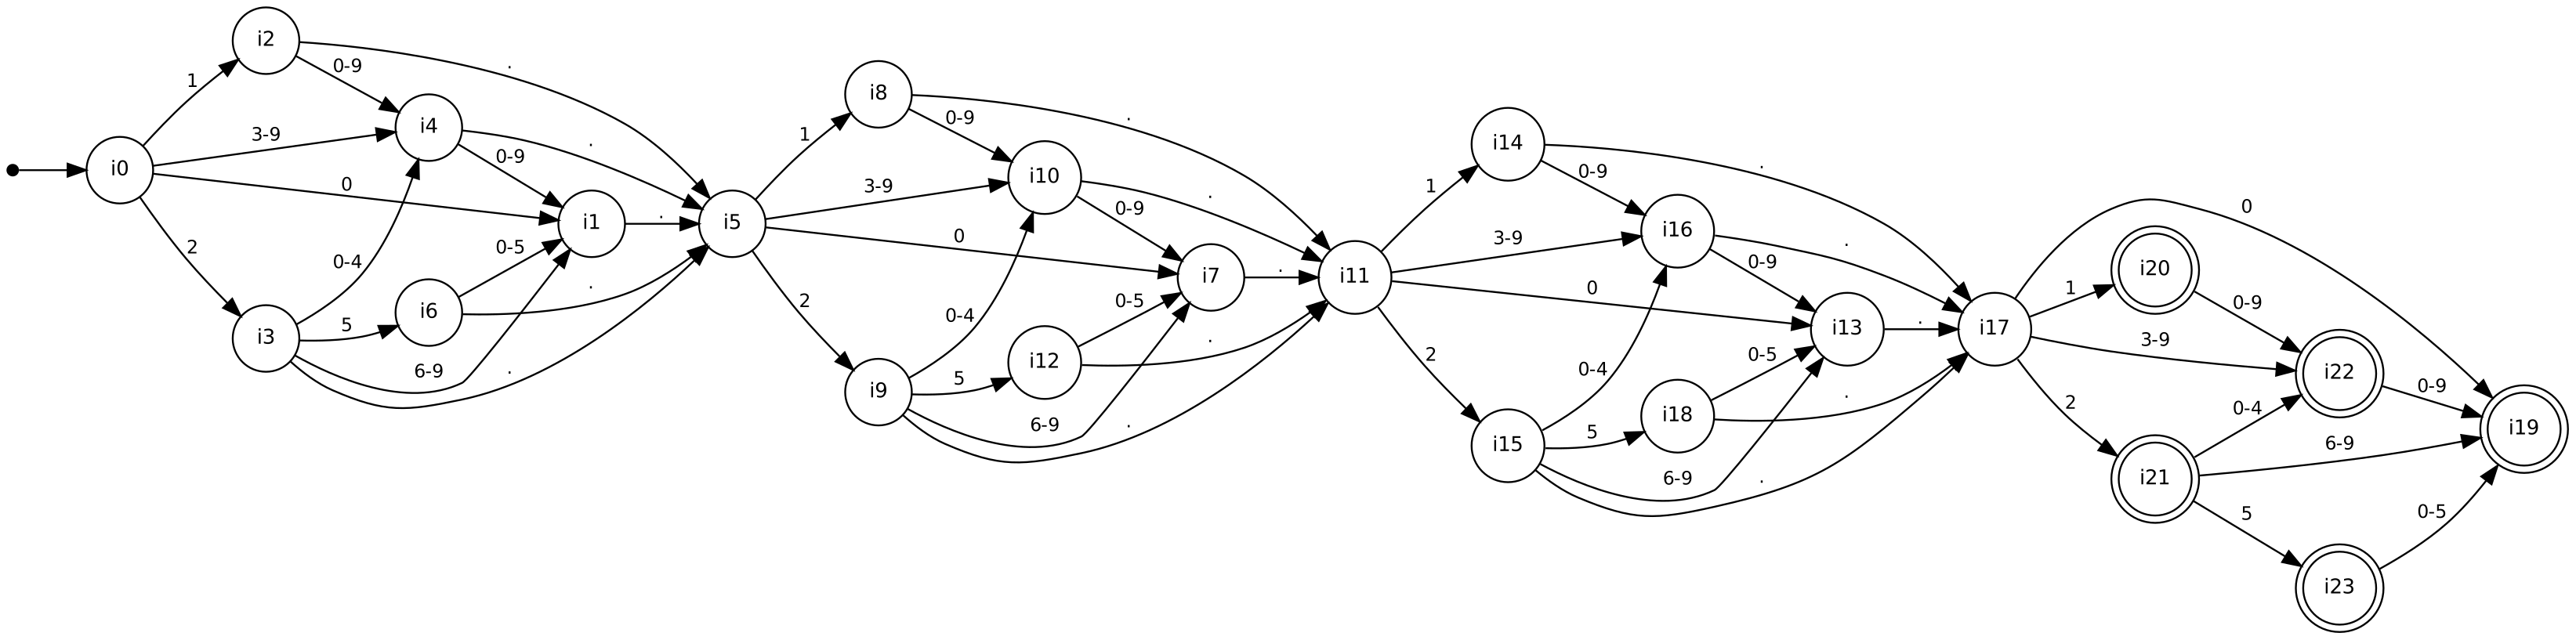 i0
1
3-9
0
2
i2
0-9
.
i3
0-4
5
6-9
.
i4
0-9
.
i6
0-5
.
i1
.
i5
1
3-9
0
2
i8
0-9
.
i9
0-4
5
6-9
.
i10
0-9
.
i12
0-5
.
i7
.
i11
1
3-9
0
2
i14
0-9
.
i15
0-4
5
6-9
.
i16
0-9
.
i18
0-5
.
i13
.
i17
0
1
3-9
2
i20
0-9
i21
0-4
6-9
5
i22
0-9
i23
0-5
i19